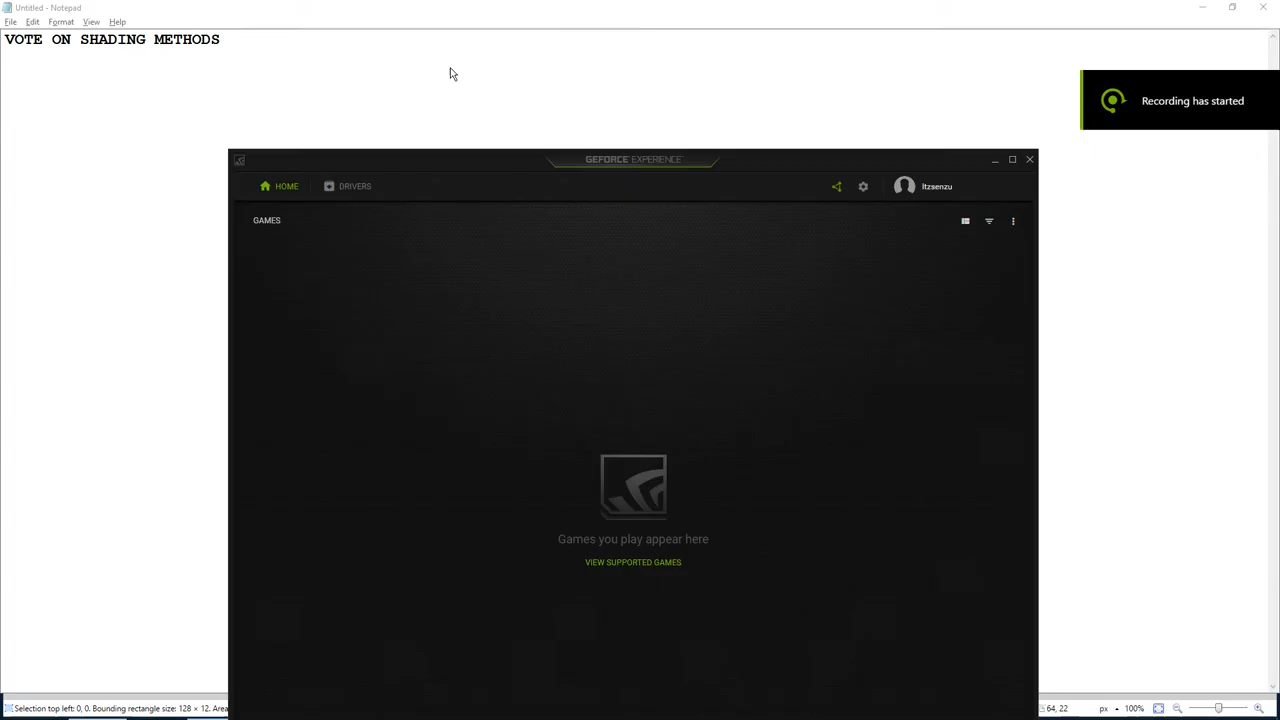 Untitled - Notepad
File Edit Format View Help
VOTE ON SHADING METHODS
Recording has started
GEFORCE EXPERIENCE
HOME DRIVERS Itzsenzu
GAMES
Games you play appear here
VIEW SUPPORTED GAMES
Selection top left: 0, 0. Bounding rectangle size: 128 × 12. Area 64, 22 px 100%